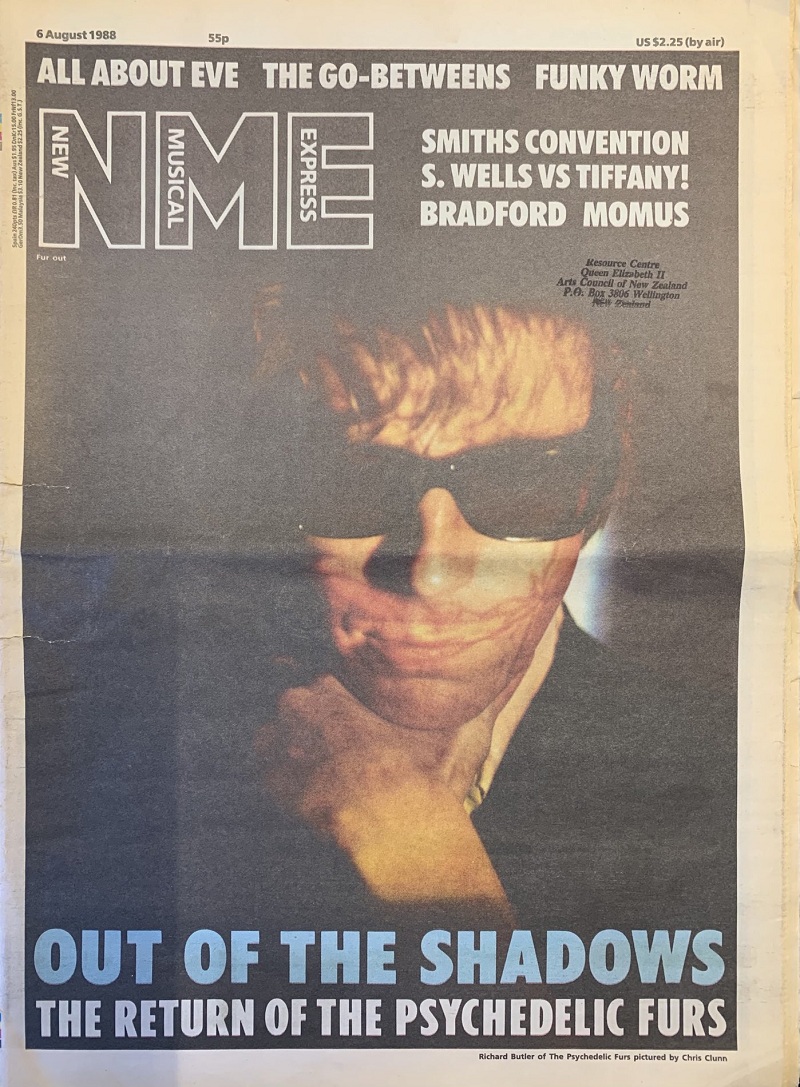 6 August 1988
55p
US $2.25 (by air)
ALL ABOUT EVE THE GO-BETWEENS FUNKY WORM
NEW
MUSICAL
EXPRESS
NME
SMITHS CONVENTION
S. WELLS VS TIFFANY!
BRADFORD MOMUS
Fur out
Resource Centre
Queen Elizabeth II
Arts Council of New Zealand
P.O. Box 3806 Wellington
New Zealand
OUT OF THE SHADOWS
THE RETURN OF THE PSYCHEDELIC FURS
Richard Butler of The Psychedelic Furs pictured by Chris Clunn